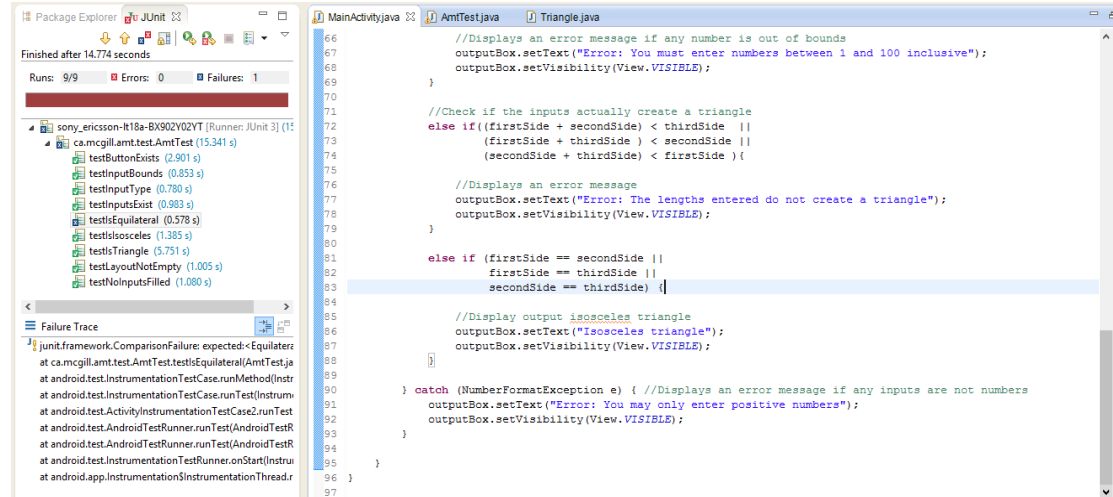 Package Explorer JUnit
Finished after 14.774 seconds
Runs: 9/9 Errors: 0 Failures: 1
sony_ericsson-lt18a-BX902Y02YT [Runner: JUnit 3] (15
ca.mcgill.amt.test.AmtTest (15.341 s)
testButtonExists (2.901 s)
testInputBounds (0.853 s)
testInputType (0.780 s)
testInputsExist (0.983 s)
testIsEquilateral (0.578 s)
testIsIsosceles (1.385 s)
testIsTriangle (5.751 s)
testLayoutNotEmpty (1.005 s)
testNoInputsFilled (1.080 s)
Failure Trace
junit.framework.ComparisonFailure: expected:<Equilatera
at ca.mcgill.amt.test.AmtTest.testIsEquilateral(AmtTest.ja
at android.test.InstrumentationTestCase.runMethod(Instr
at android.test.InstrumentationTestCase.runTest(Instrum
at android.test.ActivityInstrumentationTestCase2.runTest
at android.test.AndroidTestRunner.runTest(AndroidTestR
at android.test.AndroidTestRunner.runTest(AndroidTestR
at android.test.InstrumentationTestRunner.onStart(Instru
at android.app.Instrumentation$InstrumentationThread.r
MainActivity.java AmtTest.java Triangle.java
66 //Displays an error message if any number is out of bounds
67 outputBox.setText("Error: You must enter numbers between 1 and 100 inclusive");
68 outputBox.setVisibility(View.VISIBLE);
69 }
70
71 //Check if the inputs actually create a triangle
72 else if((firstSide + secondSide) < thirdSide ||
73 (firstSide + thirdSide ) < secondSide ||
74 (secondSide + thirdSide) < firstSide ){
75
76 //Displays an error message
77 outputBox.setText("Error: The lengths entered do not create a triangle");
78 outputBox.setVisibility(View.VISIBLE);
79 }
80
81 else if (firstSide == secondSide ||
82 firstSide == thirdSide ||
83 secondSide == thirdSide) {
84
85 //Display output isosceles triangle
86 outputBox.setText("Isosceles triangle");
87 outputBox.setVisibility(View.VISIBLE);
88 }
89
90 } catch (NumberFormatException e) { //Displays an error message if any inputs are not numbers
91 outputBox.setText("Error: You may only enter positive numbers");
92 outputBox.setVisibility(View.VISIBLE);
93 }
94
95 }
96 }
97